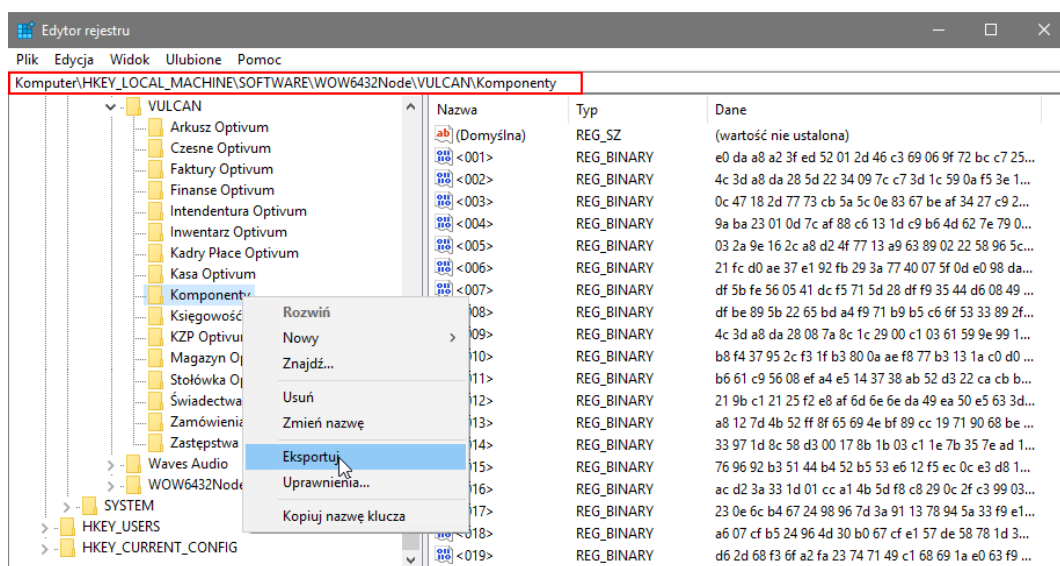 Edytor rejestru
Plik Edycja Widok Ulubione Pomoc
Komputer\HKEY_LOCAL_MACHINE\SOFTWARE\WOW6432Node\VULCAN\Komponenty
VULCAN
Arkusz Optivum
Czesne Optivum
Faktury Optivum
Finanse Optivum
Intendentura Optivum
Inwentarz Optivum
Kadry Płace Optivum
Kasa Optivum
Komponenty
Księgowość
KZP Optivu
Magazyn Op
Stołówka Op
Świadectwa
Zamówienia
Zastępstwa
Waves Audio
WOW6432Node
SYSTEM
HKEY_USERS
HKEY_CURRENT_CONFIG
Rozwiń
Nowy
Znajdź...
Usuń
Zmień nazwę
Eksportuj
Uprawnienia...
Kopiuj nazwę klucza
Nazwa Typ Dane
(Domyślna) REG_SZ (wartość nie ustalona)
<001> REG_BINARY e0 da a8 a2 3f ed 52 01 2d 46 c3 69 06 9f 72 bc c7 25...
<002> REG_BINARY 4c 3d a8 da 28 5d 22 34 09 7c c7 3d 1c 59 0a f5 3e 1...
<003> REG_BINARY 0c 47 18 2d 77 73 cb 5a 5c 0e 83 67 be af 34 27 c9 2...
<004> REG_BINARY 9a ba 23 01 0d 7c af 88 c6 13 1d c9 b6 4d 62 7e 79 0...
<005> REG_BINARY 03 2a 9e 16 2c a8 d2 4f 77 13 a9 63 89 02 22 58 96 5c...
<006> REG_BINARY 21 fc d0 ae 37 e1 92 fb 29 3a 77 40 07 5f 0d e0 98 da...
<007> REG_BINARY df 5b fe 56 05 41 dc f5 71 5d 28 df f9 35 44 d6 08 49 ...
08> REG_BINARY df be 89 5b 22 65 bd a4 f9 71 b9 b5 c6 6f 53 33 89 2f...
09> REG_BINARY 4c 3d a8 da 28 08 7a 8c 1c 29 00 c1 03 61 59 9e 99 1...
10> REG_BINARY b8 f4 37 95 2c f3 1f b3 80 0a ae f8 77 b3 13 1a c0 d0 ...
11> REG_BINARY b6 61 c9 56 08 ef a4 e5 14 37 38 ab 52 d3 22 ca cb b...
12> REG_BINARY 21 9b c1 21 25 f2 e8 af 6d 6e 6e da 49 ea 50 e5 63 3d...
13> REG_BINARY a8 12 7d 4b 52 ff 8f 65 69 4e bf 89 cc 19 71 90 68 be ...
14> REG_BINARY 33 97 1d 8c 58 d3 00 17 8b 1b 03 c1 1e 7b 35 7e ad 1...
15> REG_BINARY 76 96 92 b3 51 44 b4 52 b5 53 e6 12 f5 ec 0c e3 d8 1...
16> REG_BINARY ac d2 3a 33 1d 01 cc a1 4b 5d f8 c8 29 0c 2f c3 99 03...
17> REG_BINARY 23 0e 6c b4 67 24 98 96 7d 3a 91 13 78 94 5a 33 f9 e1...
<018> REG_BINARY a6 07 cf b5 24 96 4d 30 b0 67 cf e1 57 de 58 78 1d 3...
<019> REG_BINARY d6 2d 68 f3 6f a2 fa 23 74 71 49 c1 68 69 1a e0 63 f9 ...